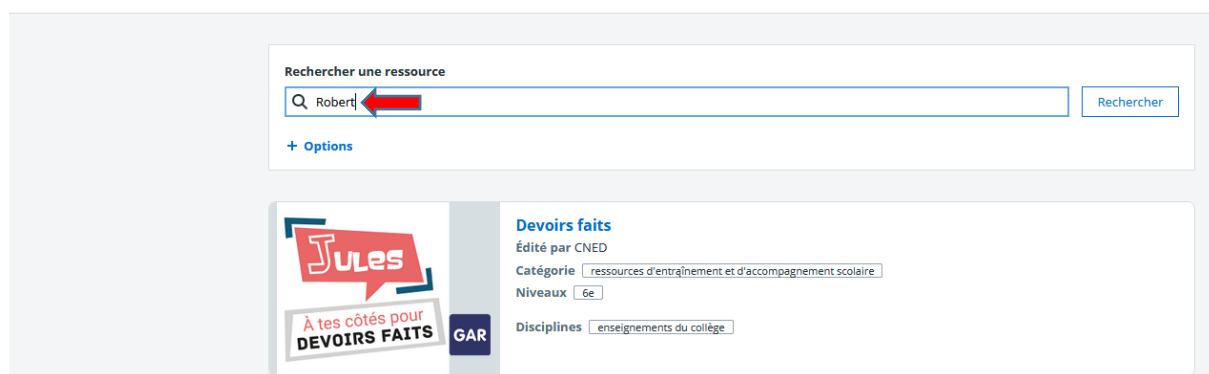 Rechercher une ressource
Robert
Rechercher
+ Options
JULES
À tes côtés pour
DEVOIRS FAITS
GAR
Devoirs faits
Édité par CNED
Catégorie ressources d'entraînement et d'accompagnement scolaire
Niveaux 6e
Disciplines enseignements du collège